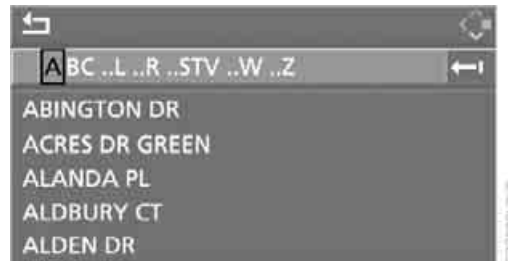 ABC ..L ..R ..STV ..W ..Z
ABINGTON DR
ACRES DR GREEN
ALANDA PL
ALDBURY CT
ALDEN DR